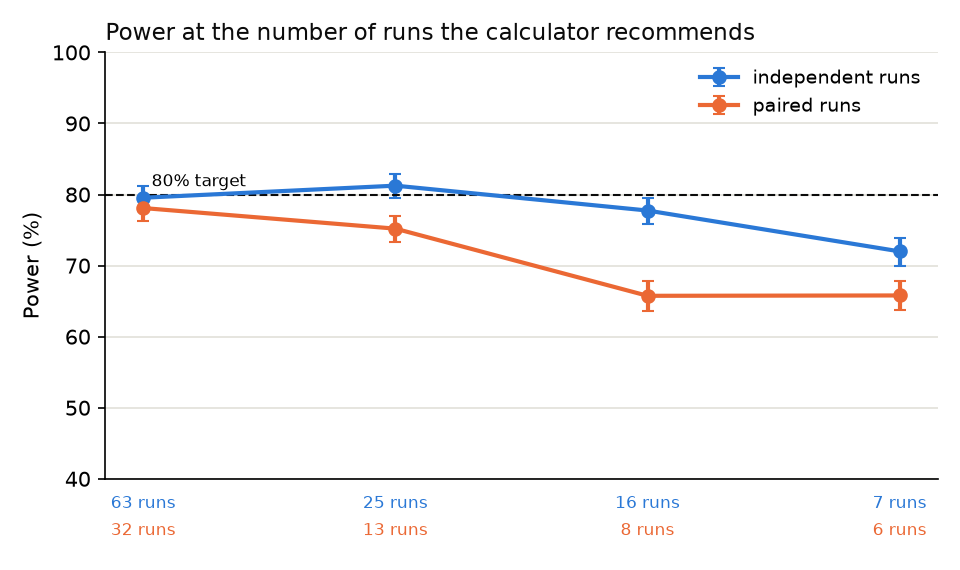 Power at the number of runs the calculator recommends
independent runs
paired runs
80% target
Power (%)
100
90
80
70
60
50
40
63 runs 25 runs 16 runs 7 runs
32 runs 13 runs 8 runs 6 runs